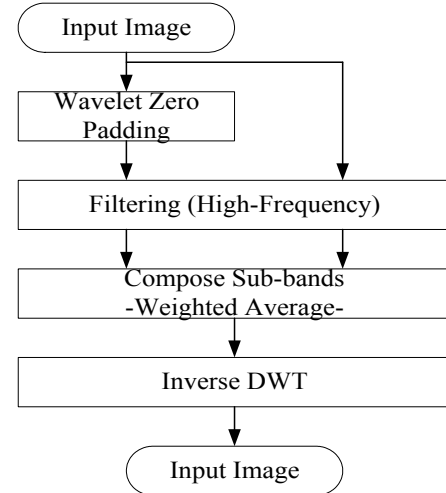 Input Image
Wavelet Zero
Padding
Filtering (High-Frequency)
Compose Sub-bands
-Weighted Average-
Inverse DWT
Input Image